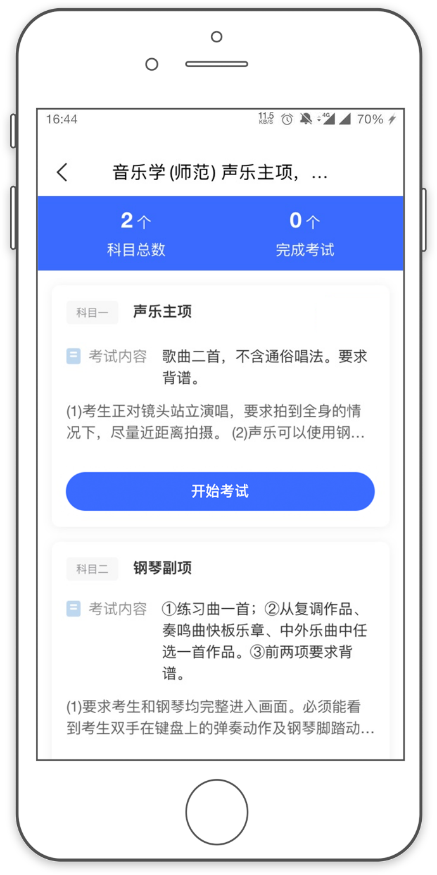 16:44
11.5
KB/S
4G
70%
音乐学(师范) 声乐主项，...
2个
0个
科目总数
完成考试
科目一
声乐主项
考试内容
歌曲二首，不含通俗唱法。要求
背谱。
(1)考生正对镜头站立演唱，要求拍到全身的情
况下，尽量近距离拍摄。 (2)声乐可以使用钢...
开始考试
科目二
钢琴副项
考试内容
①练习曲一首；②从复调作品、
奏鸣曲快板乐章、中外乐曲中任
选一首作品。③前两项要求背
谱。
(1)要求考生和钢琴均完整进入画面。必须能看
到考生双手在键盘上的弹奏动作及钢琴脚踏动...